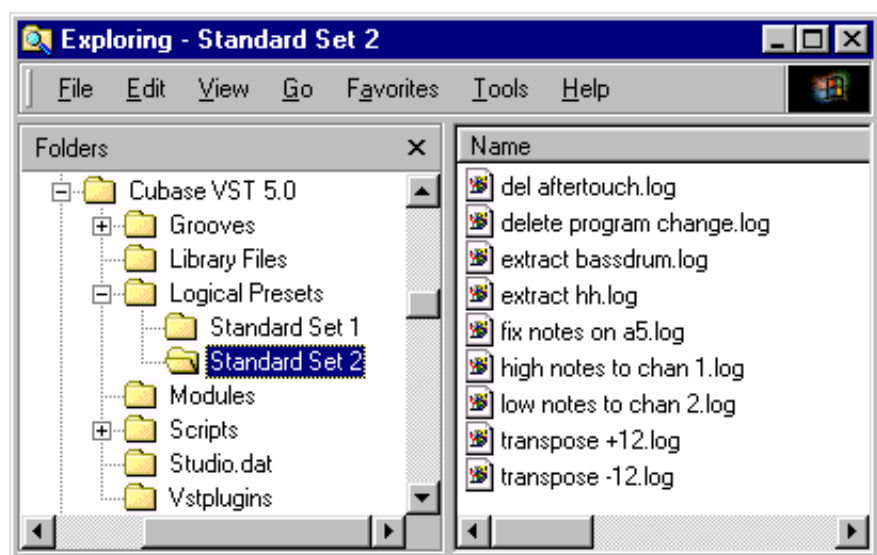 Exploring - Standard Set 2
File Edit View Go Favorites Tools Help
Folders
Cubase VST 5.0
Grooves
Library Files
Logical Presets
Standard Set 1
Standard Set 2
Modules
Scripts
Studio.dat
Vstplugins
Name
del aftertouch.log
delete program change.log
extract bassdrum.log
extract hh.log
fix notes on a5.log
high notes to chan 1.log
low notes to chan 2.log
transpose +12.log
transpose -12.log